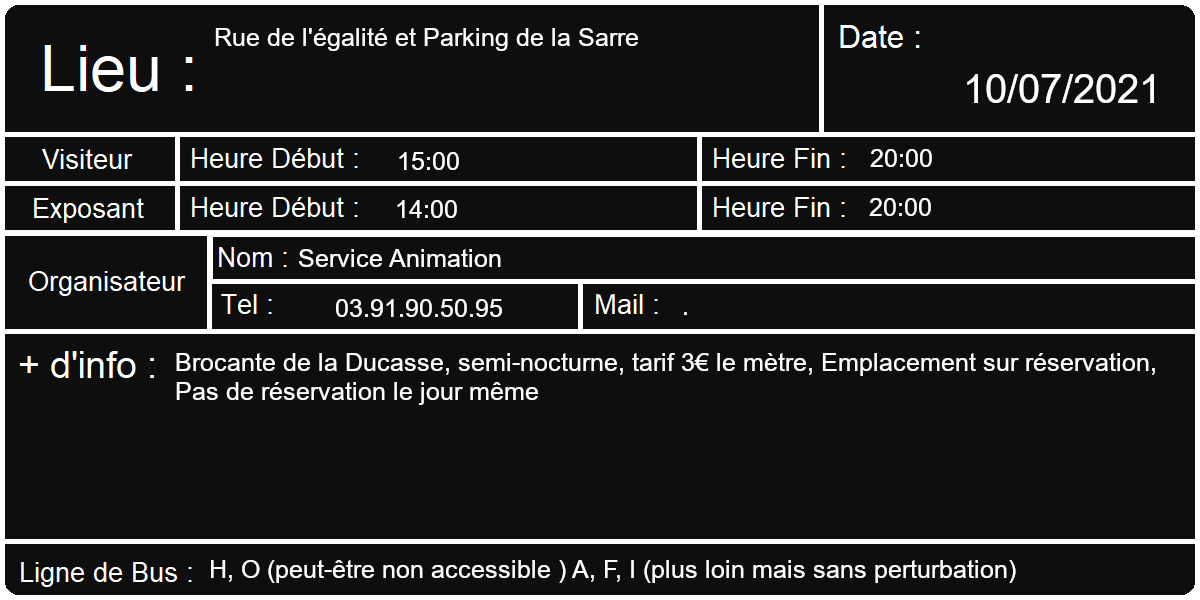 Lieu : Rue de l'égalité et Parking de la Sarre
Date :
10/07/2021
Visiteur Heure Début : 15:00 Heure Fin : 20:00
Exposant Heure Début : 14:00 Heure Fin : 20:00
Organisateur
Nom : Service Animation
Tel : 03.91.90.50.95 Mail : .
+ d'info : Brocante de la Ducasse, semi-nocturne, tarif 3€ le mètre, Emplacement sur réservation,
Pas de réservation le jour même
Ligne de Bus : H, O (peut-être non accessible ) A, F, I (plus loin mais sans perturbation)